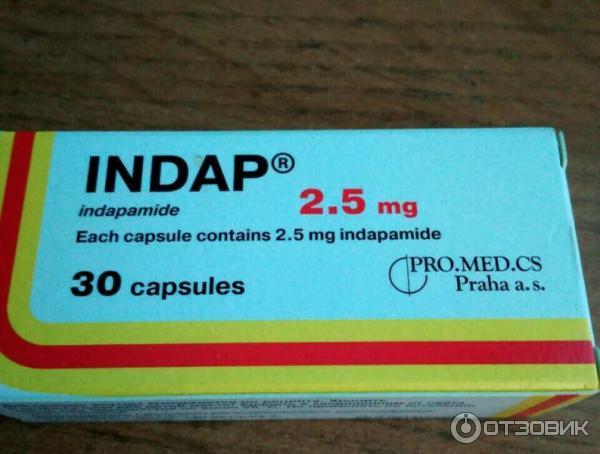 INDAP®
indapamide
2.5 mg
Each capsule contains 2.5 mg indapamide
30 capsules
PRO.MED.CS
Praha a.s.
ОТЗОВИК